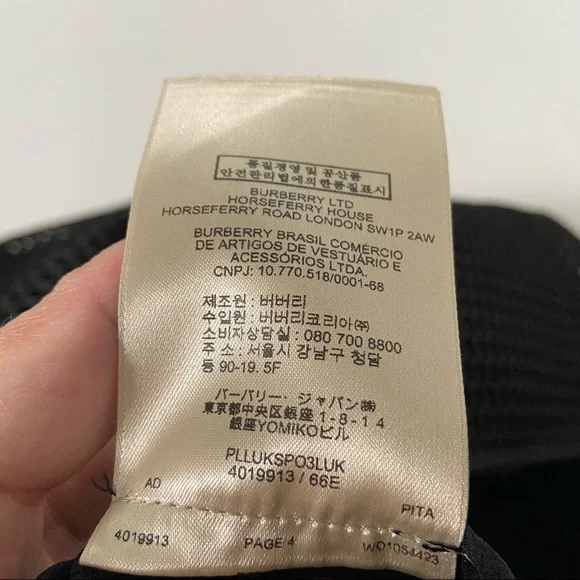 품질경영 및 공산품
안전관리법에의한품질표시
BURBERRY LTD
HORSEFERRY HOUSE
HORSEFERRY ROAD LONDON SW1P 2AW
BURBERRY BRASIL COMÉRCIO
DE ARTIGOS DE VESTUÁRIO E
ACESSÓRIOS LTDA.
CNPJ: 10.770.518/0001-68
제조원 : 버버리
수입원 : 버버리코리아㈜
소비자상담실 : 080 700 8800
주소 : 서울시 강남구 청담
동 90-19. 5F
バーバリー・ジャパン㈱
東京都中央区銀座 1-8-14
銀座YOMIKOビル
PLLUKSPO3LUK
4019913 / 66E
AD PITA
4019913 PAGE 4 WO1054423